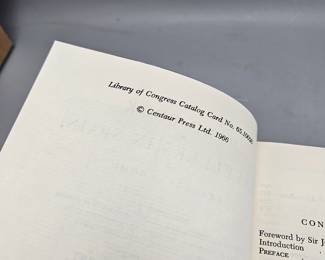 Library of Congress Catalog Card No.
© Centaur Press Ltd. 1966
CON
Foreword by Sir J
Introduction
PREFACE